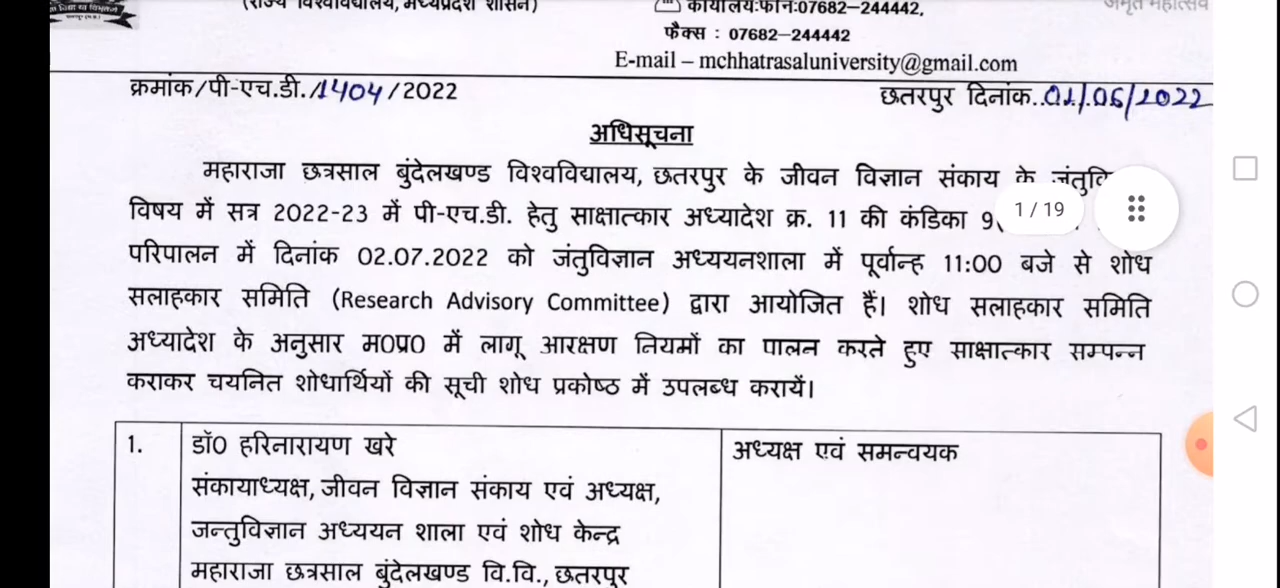 (राज्य विश्वविद्यालय, मध्यप्रदेश शासन)
कार्यालय:फोन:07682-244442,
अमृत महोत्सव
फैक्स : 07682-244442
E-mail – mchhatrasaluniversity@gmail.com
क्रमांक/पी-एच.डी./1404/2022
छतरपुर दिनांक..01/06/2022
अधिसूचना
महाराजा छत्रसाल बुंदेलखण्ड विश्वविद्यालय, छतरपुर के जीवन विज्ञान संकाय के जंतुवि
विषय में सत्र 2022-23 में पी-एच.डी. हेतु साक्षात्कार अध्यादेश क्र. 11 की कंडिका 9(
1 / 19
परिपालन में दिनांक 02.07.2022 को जंतुविज्ञान अध्ययनशाला में पूर्वान्ह 11:00 बजे से शोध
सलाहकार समिति (Research Advisory Committee) द्वारा आयोजित हैं। शोध सलाहकार समिति
अध्यादेश के अनुसार म0प्र0 में लागू आरक्षण नियमों का पालन करते हुए साक्षात्कार सम्पन्न
कराकर चयनित शोधार्थियों की सूची शोध प्रकोष्ठ में उपलब्ध करायें।
1.
डॉ0 हरिनारायण खरे
अध्यक्ष एवं समन्वयक
संकायाध्यक्ष, जीवन विज्ञान संकाय एवं अध्यक्ष,
जन्तुविज्ञान अध्ययन शाला एवं शोध केन्द्र
महाराजा छत्रसाल बुंदेलखण्ड वि.वि., छतरपुर